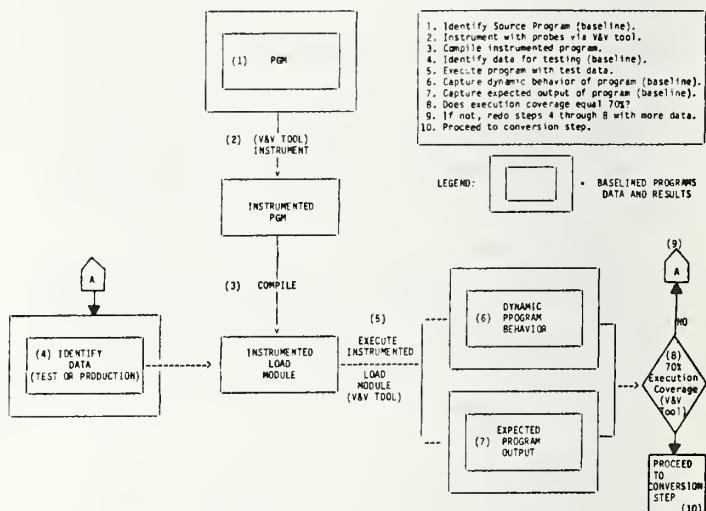 (1) PGM
1. Identify Source Program (baseline).
2. Instrument with probes via V&V tool.
3. Compile instrumented program.
4. Identify data for testing (baseline).
5. Execute program with test data.
6. Capture dynamic behavior of program (baseline).
7. Capture expected output of program (baseline).
8. Does execution coverage equal 70%?
9. If not, redo steps 4 through 8 with more data.
10. Proceed to conversion step.
(2) (V&V TOOL)
INSTRUMENT
LEGEND:
- BASELINED PROGRAMS
DATA AND RESULTS
INSTRUMENTED
PGM
(3) COMPILE
A
(4) IDENTIFY
DATA
(TEST OR PRODUCTION)
INSTRUMENTED
LOAD
MODULE
(5)
EXECUTE
INSTRUMENTED
LOAD
MODULE
(V&V TOOL)
(6) DYNAMIC
PROGRAM
BEHAVIOR
(7) EXPECTED
PROGRAM
OUTPUT
(9)
A
NO
(8)
70%
Execution
Coverage
(V&V
Tool)
PROCEED
TO
CONVERSION
STEP
(10)